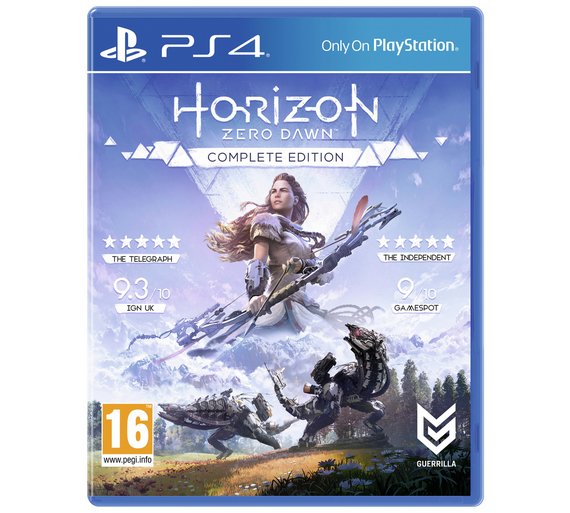 PS4
Only On PlayStation®
HORIZON
ZERO DAWN™
COMPLETE EDITION
THE TELEGRAPH
THE INDEPENDENT
9.3/10
IGN UK
9/10
GAMESPOT
16
www.pegi.info
GUERRILLA